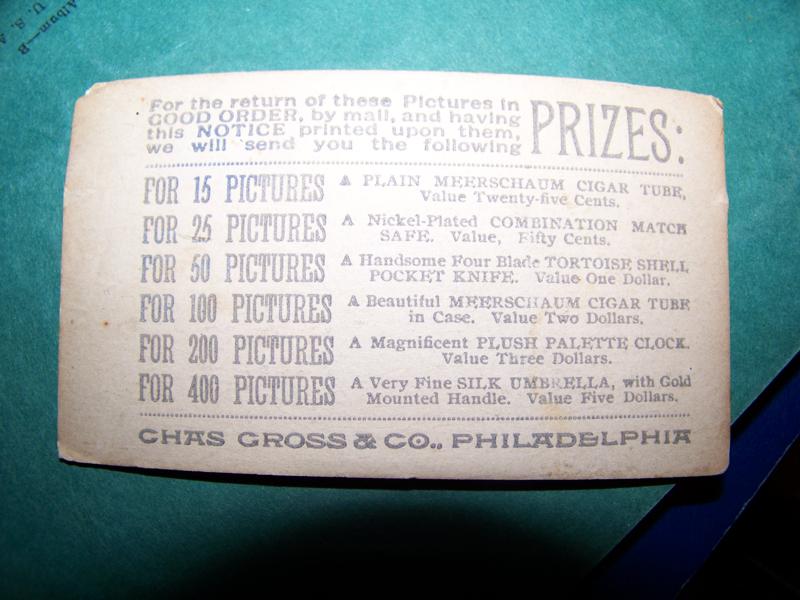 Album—B
U. S. A
For the return of these Pictures in
GOOD ORDER, by mail, and having
this NOTICE printed upon them,
we will send you the following
PRIZES:
FOR 15 PICTURES A PLAIN MEERSCHAUM CIGAR TUBE,
Value Twenty-five Cents.
FOR 25 PICTURES A Nickel-Plated COMBINATION MATCH
SAFE. Value, Fifty Cents.
FOR 50 PICTURES A Handsome Four Blade TORTOISE SHELL
POCKET KNIFE. Value One Dollar.
FOR 100 PICTURES A Beautiful MEERSCHAUM CIGAR TUBE
in Case. Value Two Dollars.
FOR 200 PICTURES A Magnificent PLUSH PALETTE CLOCK.
Value Three Dollars.
FOR 400 PICTURES A Very Fine SILK UMBRELLA, with Gold
Mounted Handle. Value Five Dollars.
CHAS GROSS & CO., PHILADELPHIA